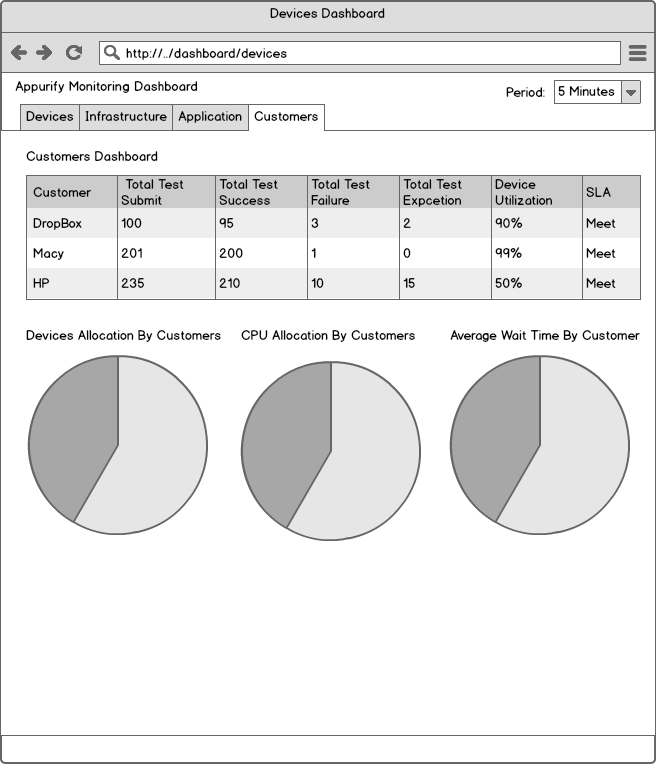 Devices Dashboard
http://../dashboard/devices
Appurify Monitoring Dashboard
Period: 5 Minutes
Devices Infrastructure Application Customers
Customers Dashboard
Customer Total Test Submit Total Test Success Total Test Failure Total Test Expcetion Device Utilization SLA
DropBox 100 95 3 2 90% Meet
Macy 201 200 1 0 99% Meet
HP 235 210 10 15 50% Meet
Devices Allocation By Customers CPU Allocation By Customers Average Wait Time By Customer